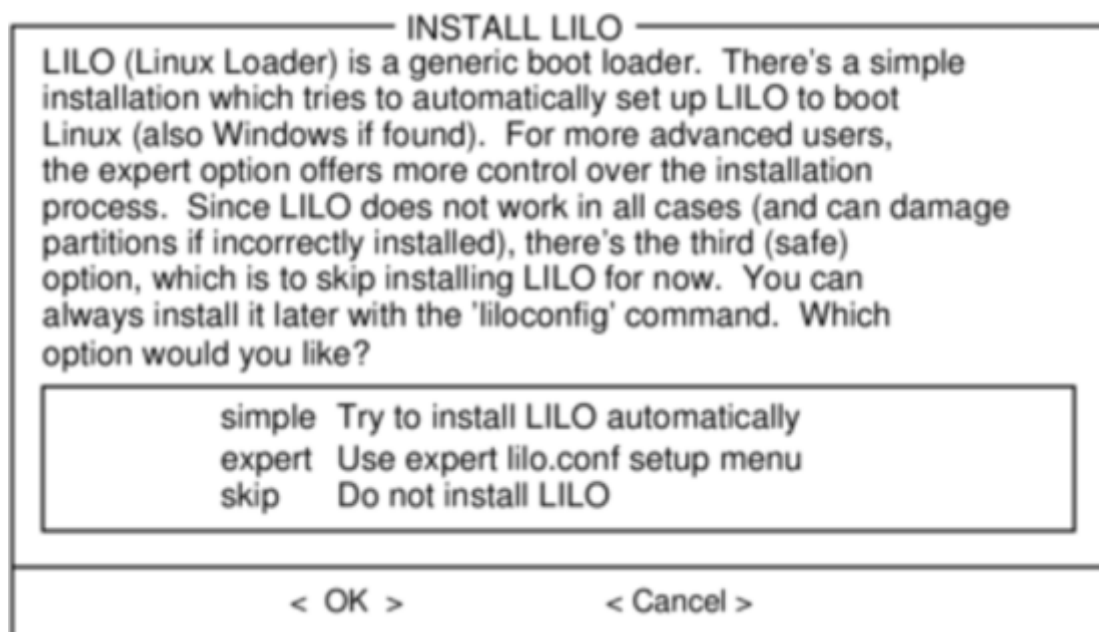 INSTALL LILO
LILO (Linux Loader) is a generic boot loader.  There's a simple
installation which tries to automatically set up LILO to boot
Linux (also Windows if found).  For more advanced users,
the expert option offers more control over the installation
process.  Since LILO does not work in all cases (and can damage
partitions if incorrectly installed), there's the third (safe)
option, which is to skip installing LILO for now.  You can
always install it later with the 'liloconfig' command.  Which
option would you like?
simple  Try to install LILO automatically
expert  Use expert lilo.conf setup menu
skip  Do not install LILO
< OK >  < Cancel >